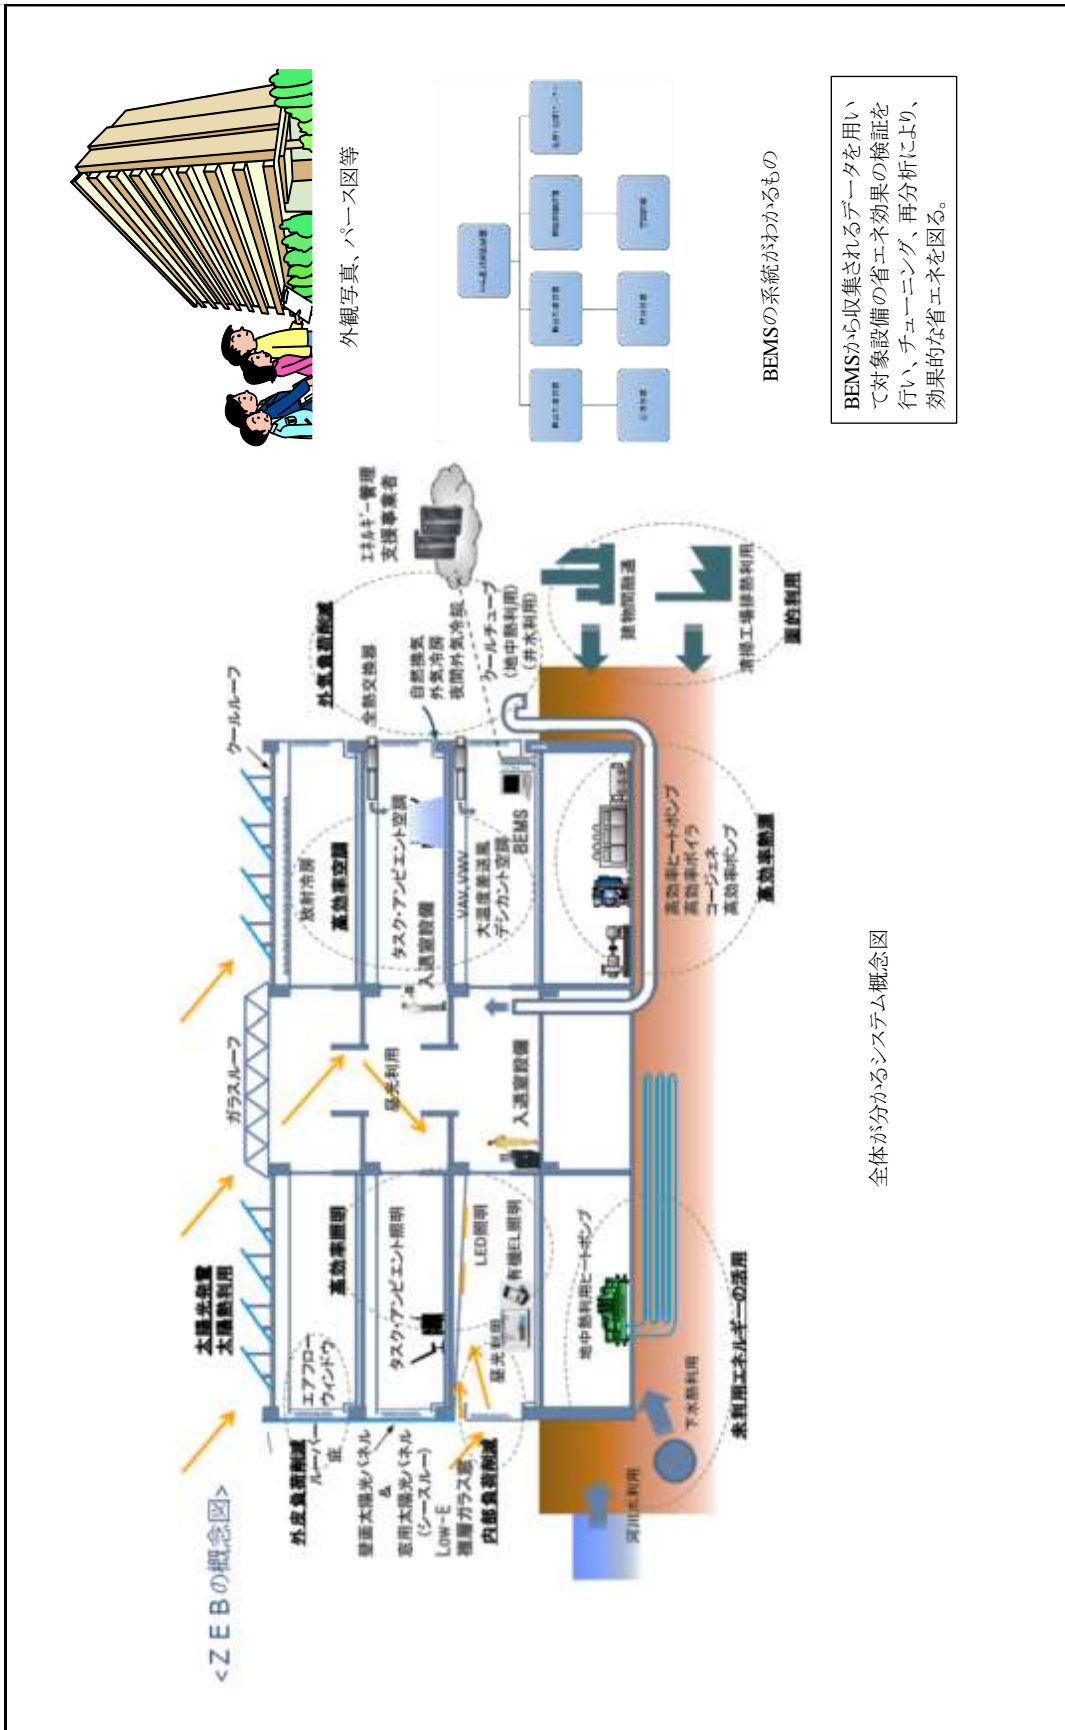 <ＺＥＢの概念図>
太陽光発電
太陽熱利用
ガラスルーフ
クールルーフ
外皮負荷削減
ルーバー
庇
エアフロー
ウィンドウ
高効率照明
昼光利用
放射冷房
高効率空調
外気負荷削減
全熱交換器
壁面太陽光パネル
&
窓用太陽光パネル
(シースルー)
Low-E
複層ガラス窓
内部負荷削減
タスク・アンビエント照明
LED照明
有機EL照明
昼光利用
入退室設備
入退室設備
タスク・アンビエント空調
VAV,VWV
大温度差送風
デシカント空調
BEMS
自然換気
外気冷房
夜間外気冷却
クールチューブ
(地中熱利用)
(井水利用)
エネルギー管理
支援事業者
地中熱利用ヒートポンプ
高効率ヒートポンプ
高効率ボイラ
コージェネ
高効率ポンプ
高効率熱源
建物間融通
清掃工場排熱利用
面的利用
河川水利用
下水熱利用
未利用エネルギーの活用
全体が分かるシステム概念図
外観写真、パース図等
BEMSの系統がわかるもの
BEMSから収集されるデータを用い
て対象設備の省エネ効果の検証を
行い、チューニング、再分析により、
効果的な省エネを図る。